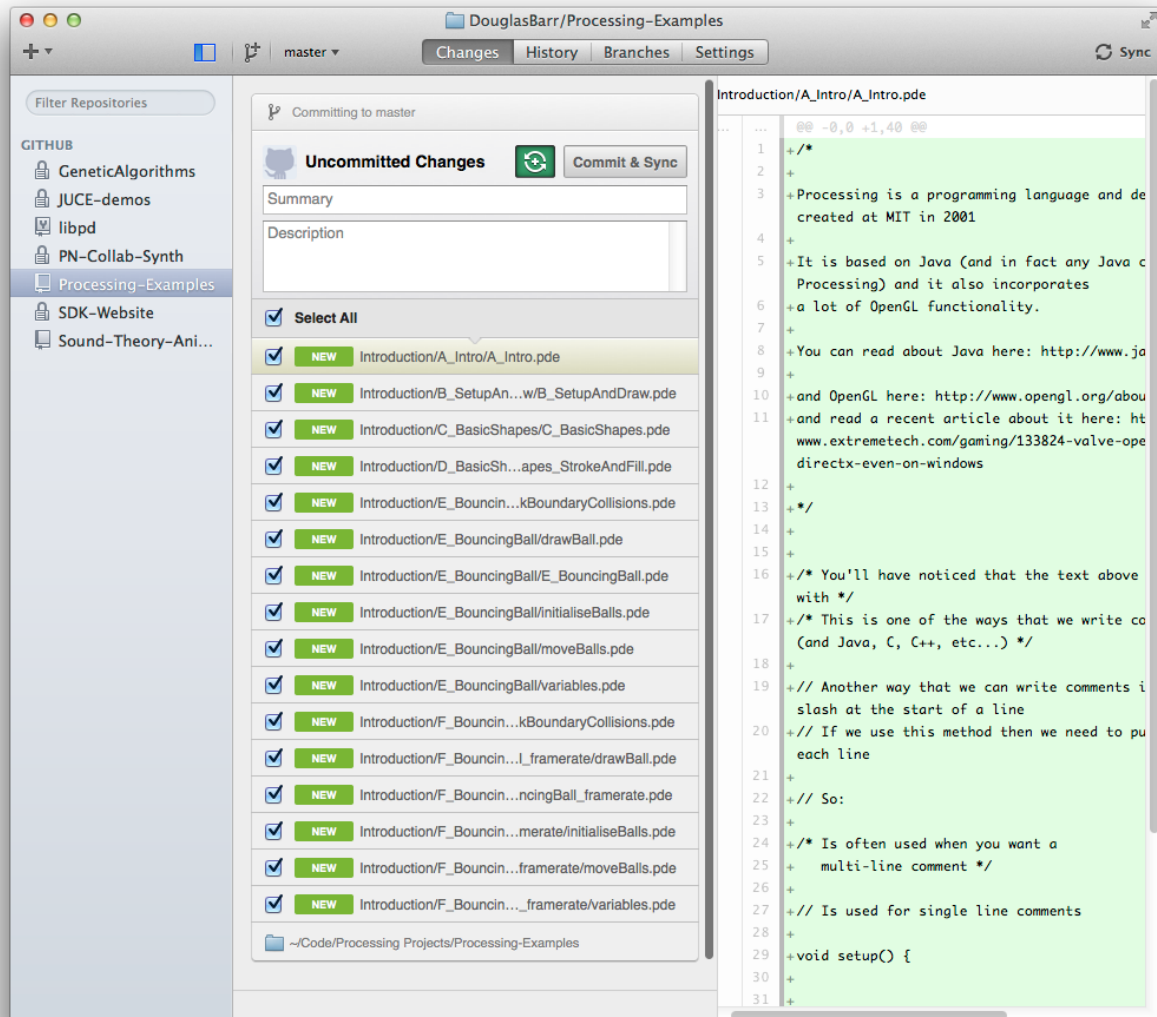 DouglasBarr/Processing-Examples
master
Changes
History
Branches
Settings
Sync
Filter Repositories
GITHUB
GeneticAlgorithms
JUCE-demos
libpd
PN-Collab-Synth
Processing-Examples
SDK-Website
Sound-Theory-Ani...
Committing to master
Uncommitted Changes
Commit & Sync
Summary
Description
Select All
NEW Introduction/A_Intro/A_Intro.pde
NEW Introduction/B_SetupAn...w/B_SetupAndDraw.pde
NEW Introduction/C_BasicShapes/C_BasicShapes.pde
NEW Introduction/D_BasicSh...apes_StrokeAndFill.pde
NEW Introduction/E_Bouncin...kBoundaryCollisions.pde
NEW Introduction/E_BouncingBall/drawBall.pde
NEW Introduction/E_BouncingBall/E_BouncingBall.pde
NEW Introduction/E_BouncingBall/initialiseBalls.pde
NEW Introduction/E_BouncingBall/moveBalls.pde
NEW Introduction/E_BouncingBall/variables.pde
NEW Introduction/F_Bouncin...kBoundaryCollisions.pde
NEW Introduction/F_Bouncin...l_framerate/drawBall.pde
NEW Introduction/F_Bouncin...ncingBall_framerate.pde
NEW Introduction/F_Bouncin...merate/initialiseBalls.pde
NEW Introduction/F_Bouncin...framerate/moveBalls.pde
NEW Introduction/F_Bouncin..._framerate/variables.pde
~/Code/Processing Projects/Processing-Examples
Introduction/A_Intro/A_Intro.pde
... ... @@ -0,0 +1,40 @@
1 +/*
2 +
3 +Processing is a programming language and de
created at MIT in 2001
4 +
5 +It is based on Java (and in fact any Java c
Processing) and it also incorporates
6 +a lot of OpenGL functionality.
7 +
8 +You can read about Java here: http://www.ja
9 +
10 +and OpenGL here: http://www.opengl.org/abou
11 +and read a recent article about it here: ht
www.extremetech.com/gaming/133824-valve-ope
directx-even-on-windows
12 +
13 +*/
14 +
15 +
16 +/* You'll have noticed that the text above
with */
17 +/* This is one of the ways that we write co
(and Java, C, C++, etc...) */
18 +
19 +// Another way that we can write comments i
slash at the start of a line
20 +// If we use this method then we need to pu
each line
21 +
22 +// So:
23 +
24 +/* Is often used when you want a
25 + multi-line comment */
26 +
27 +// Is used for single line comments
28 +
29 +void setup() {
30 +
31 +